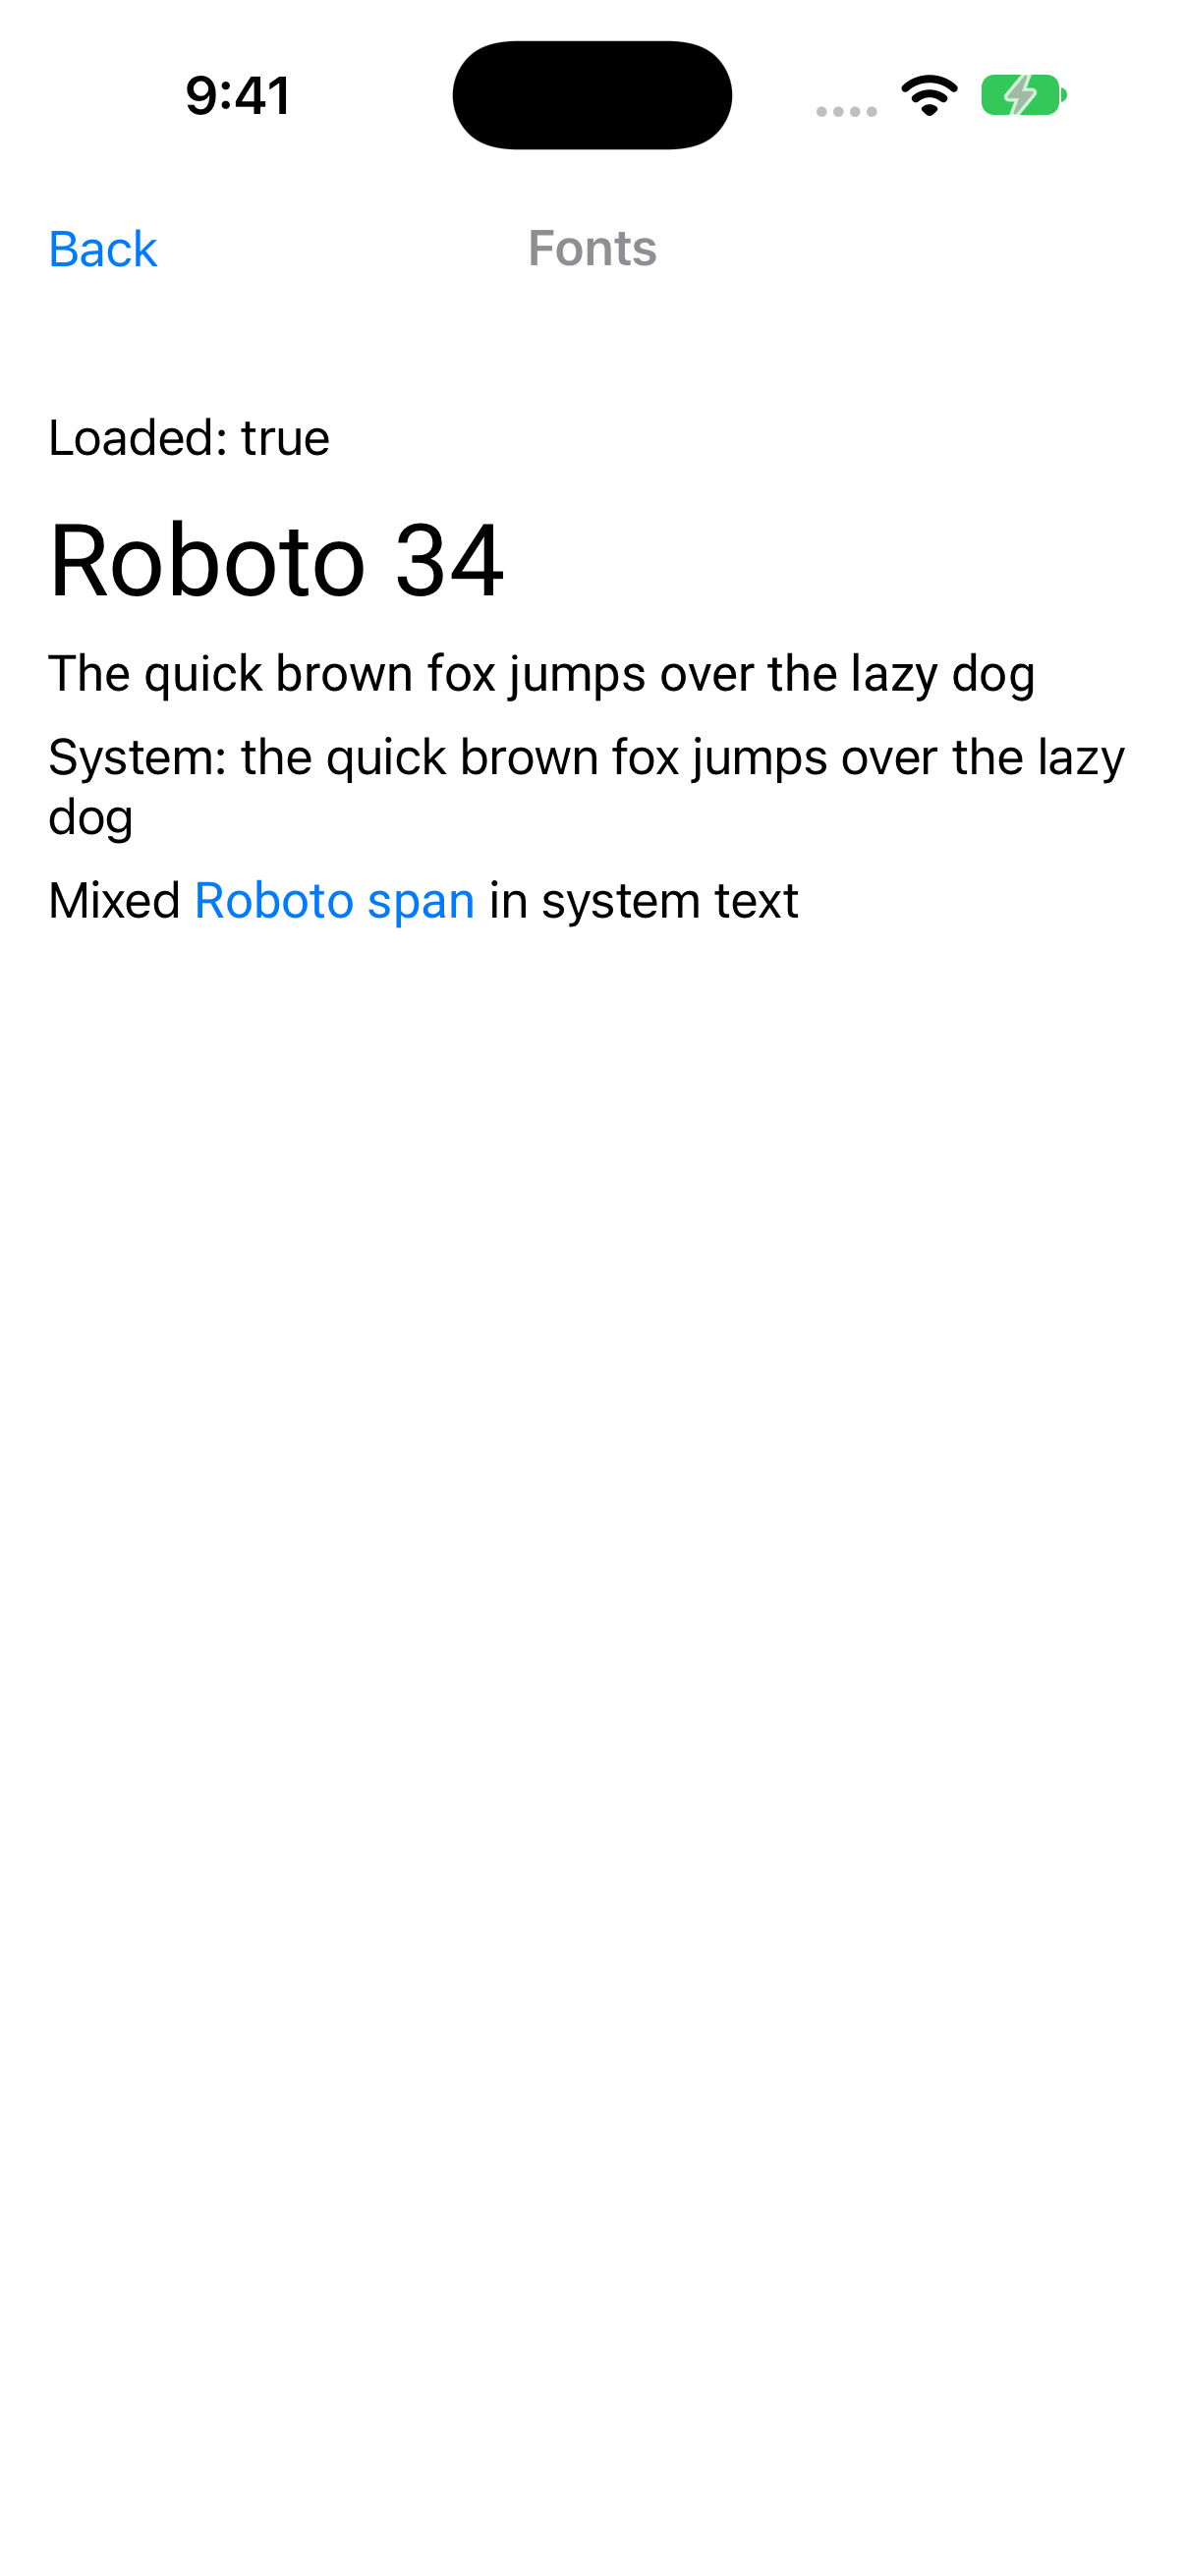 9:41
Back Fonts
Loaded: true
Roboto 34
The quick brown fox jumps over the lazy dog
System: the quick brown fox jumps over the lazy
dog
Mixed Roboto span in system text